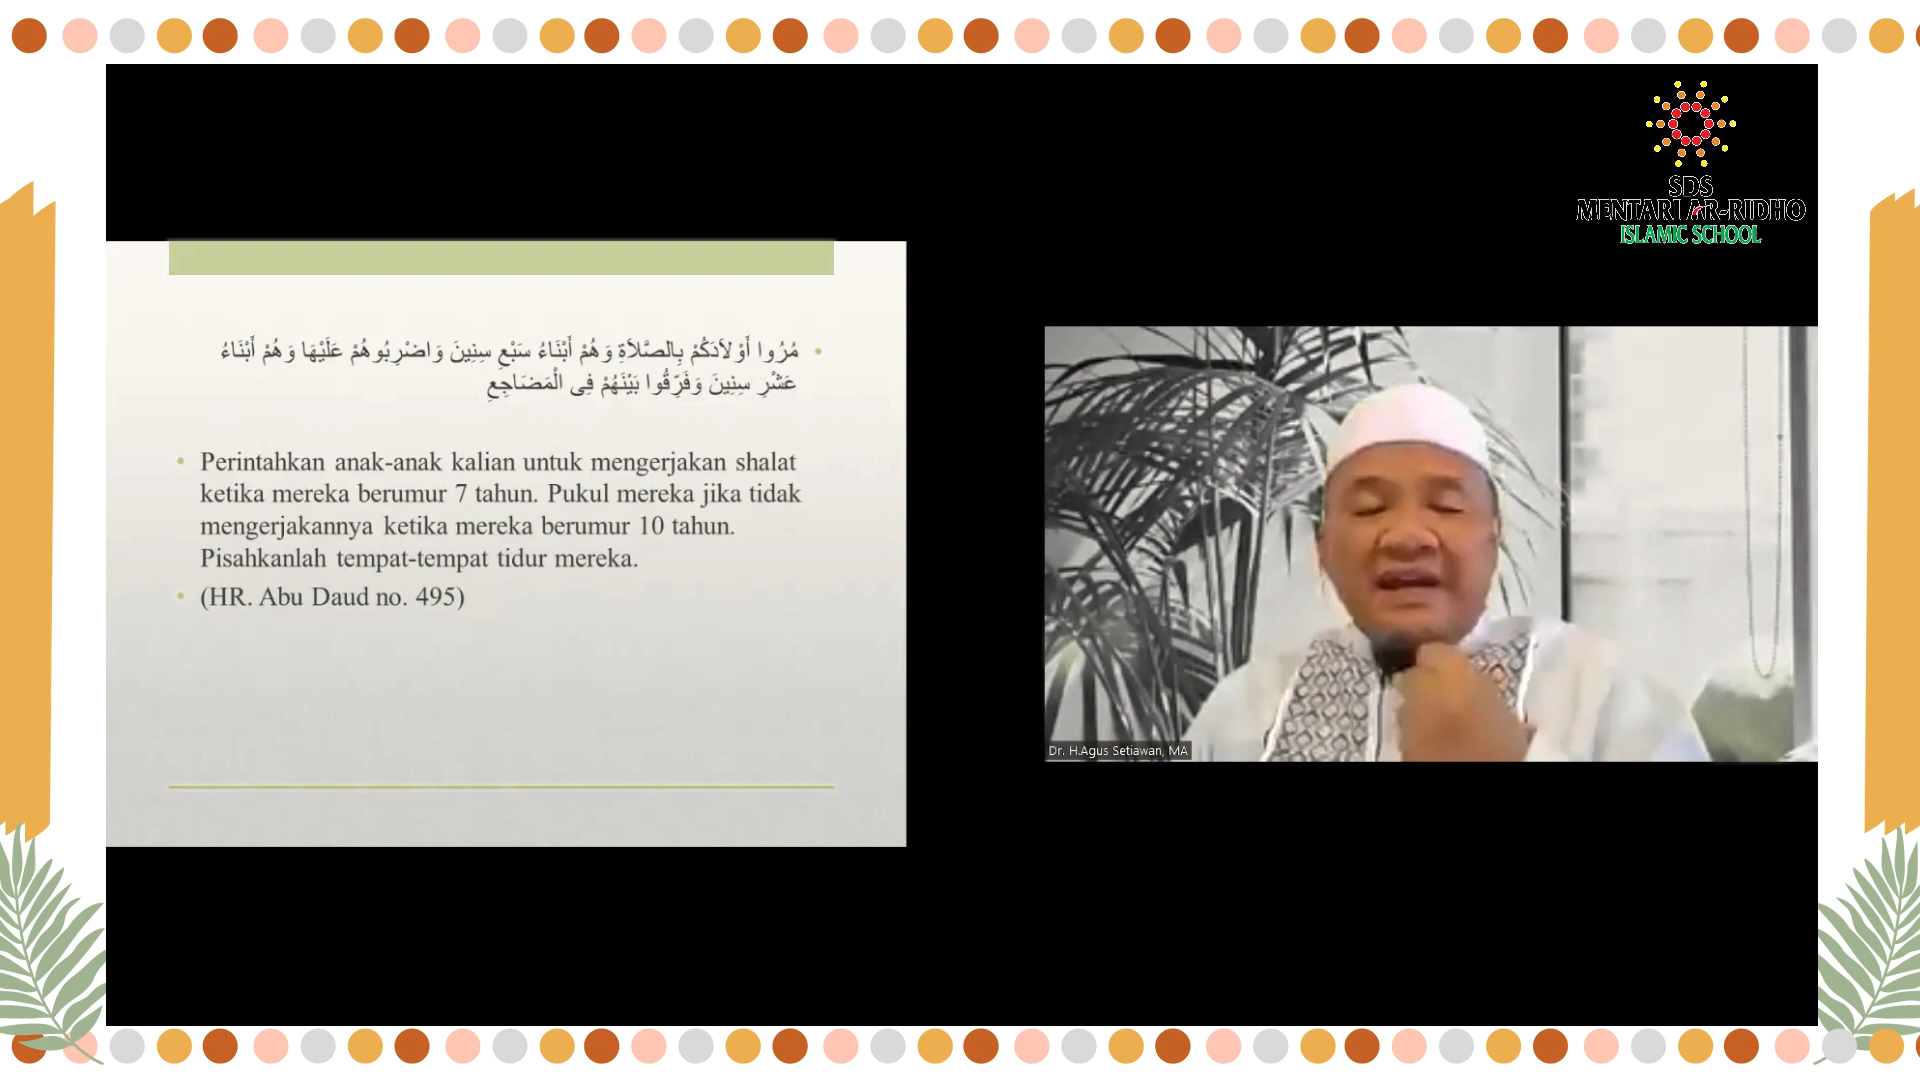 SDS
MENTARI AR-RIDHO
ISLAMIC SCHOOL
مُرُوا أَوْلاَدَكُمْ بِالصَّلاَةِ وَهُمْ أَبْنَاءُ سَبْعِ سِنِينَ وَاضْرِبُوهُمْ عَلَيْهَا وَهُمْ أَبْنَاءُ
عَشْرِ سِنِينَ وَفَرِّقُوا بَيْنَهُمْ فِى الْمَضَاجِعِ
Perintahkan anak-anak kalian untuk mengerjakan shalat
ketika mereka berumur 7 tahun. Pukul mereka jika tidak
mengerjakannya ketika mereka berumur 10 tahun.
Pisahkanlah tempat-tempat tidur mereka.
(HR. Abu Daud no. 495)
Dr. H.Agus Setiawan, MA